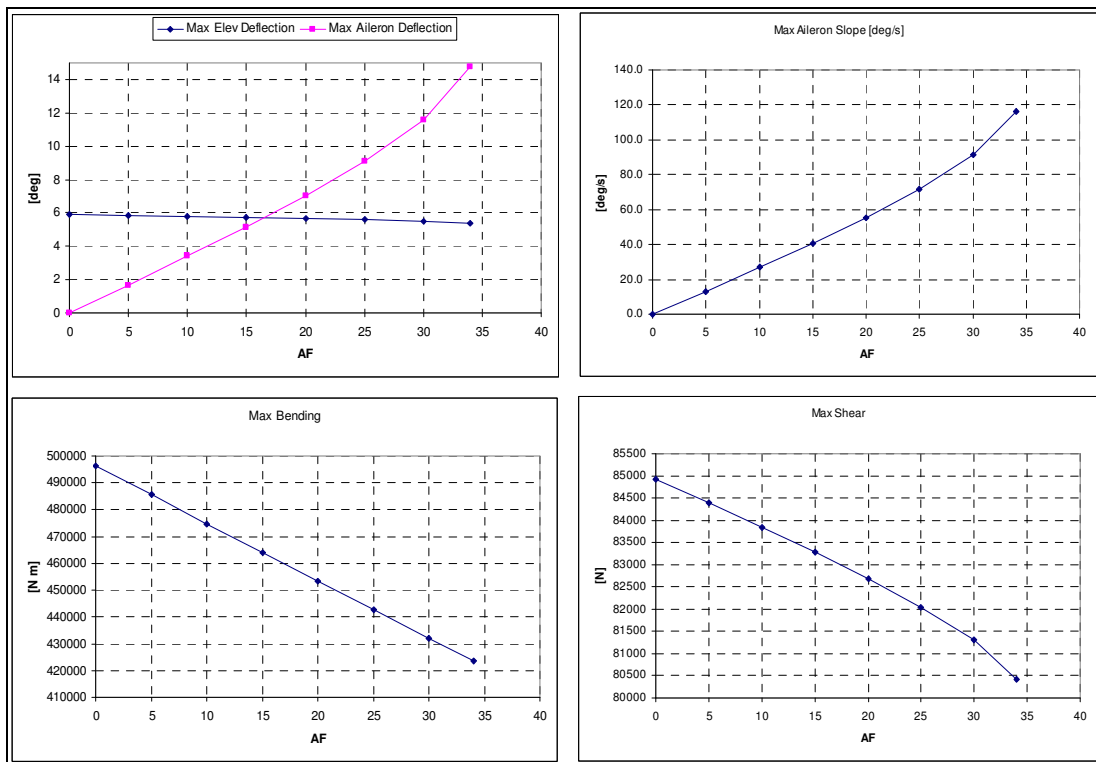 Max Elev Deflection Max Aileron Deflection
14
12
10
8
6
4
2
0
[deg]
0 5 10 15 20 25 30 35 40
AF
Max Aileron Slope [deg/s]
140.0
120.0
100.0
80.0
60.0
40.0
20.0
0.0
[deg/s]
0 5 10 15 20 25 30 35 40
AF
Max Bending
500000
490000
480000
470000
460000
450000
440000
430000
420000
410000
[N m]
0 5 10 15 20 25 30 35 40
AF
Max Shear
85500
85000
84500
84000
83500
83000
82500
82000
81500
81000
80500
80000
[N]
0 5 10 15 20 25 30 35 40
AF